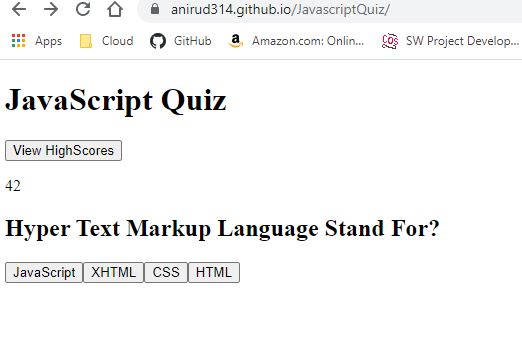 anirud314.github.io/JavascriptQuiz/
Apps Cloud GitHub Amazon.com: Onlin... SW Project Develop...
JavaScript Quiz
View HighScores
42
Hyper Text Markup Language Stand For?
JavaScript XHTML CSS HTML